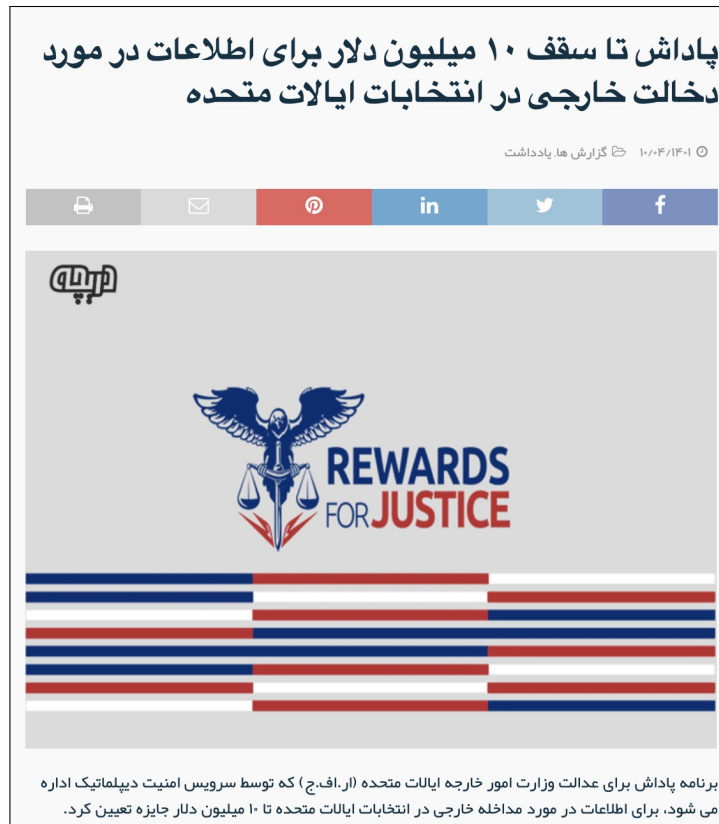 پاداش تا سقف ۱۰ میلیون دلار برای اطلاعات در مورد
دخالت خارجی در انتخابات ایالات متحده
۱۰/۰۴/۱۴۰۱ گزارش ها, یادداشت
درپیه
REWARDS
FOR JUSTICE
برنامه پاداش برای عدالت وزارت امور خارجه ایالات متحده (ار.اف.ج) که توسط سرویس امنیت دیپلماتیک اداره
می شود، برای اطلاعات در مورد مداخله خارجی در انتخابات ایالات متحده تا ۱۰ میلیون دلار جایزه تعیین کرد.